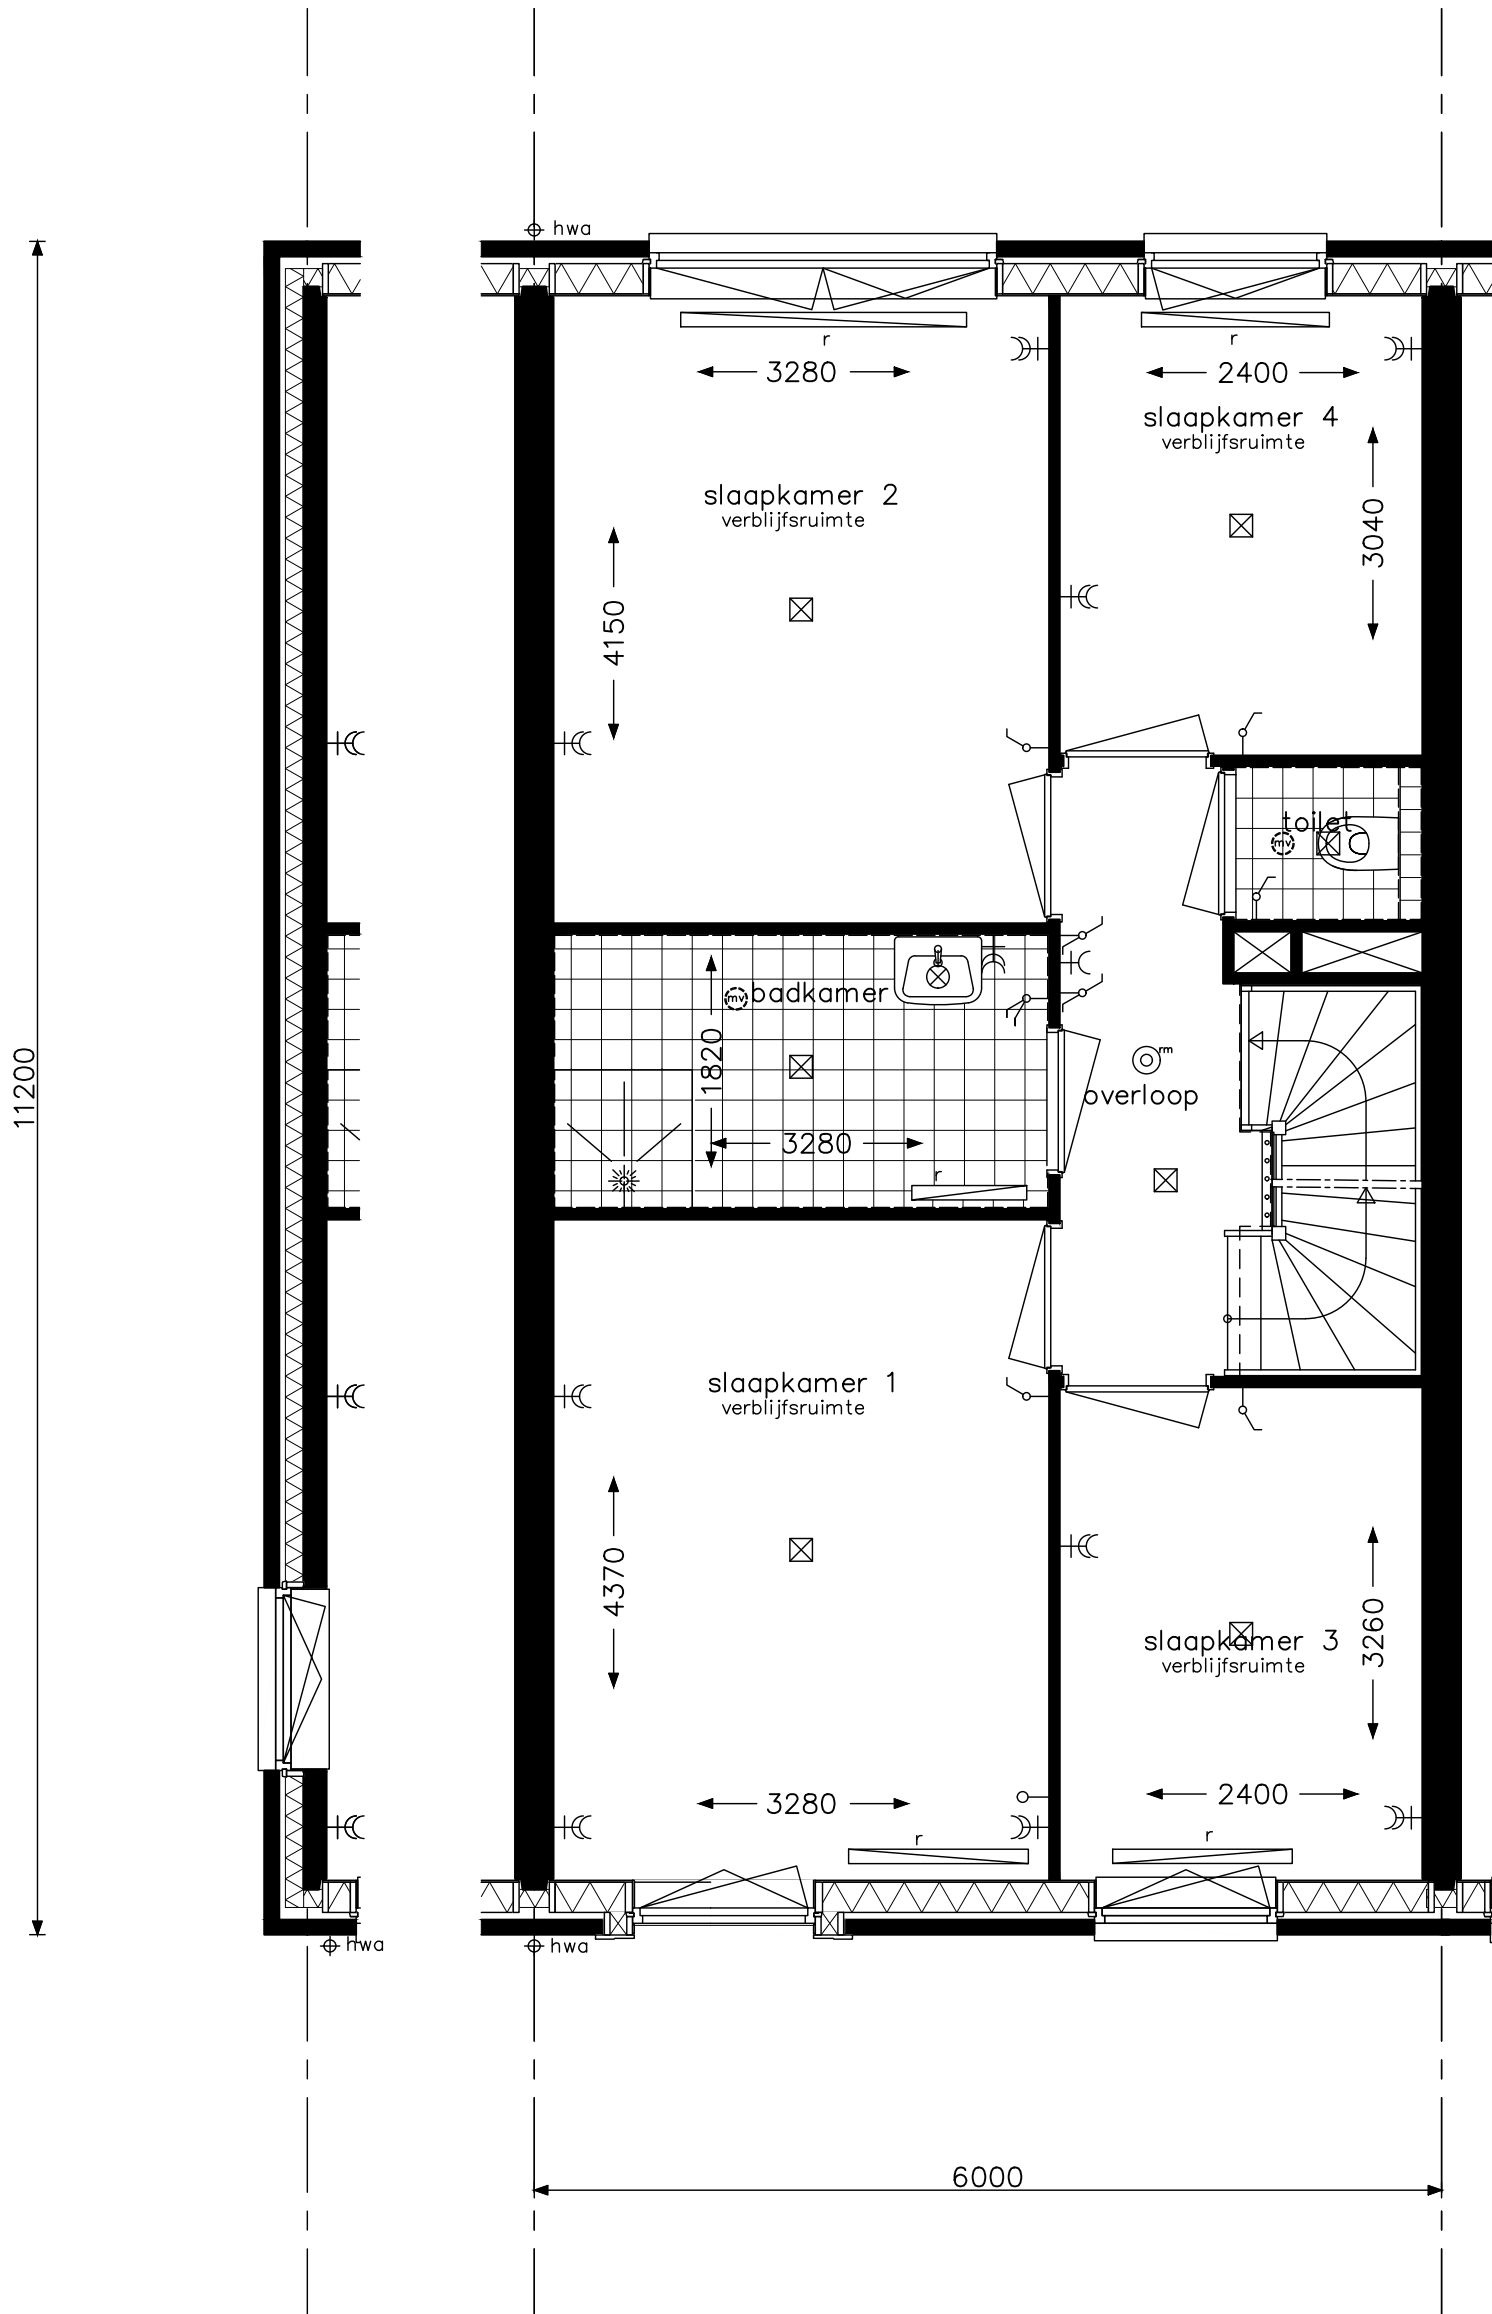 hwa
r
r
3280
2400
slaapkamer 4
verblijfsruimte
slaapkamer 2
verblijfsruimte
3040
4150
toilet
mv
mv
badkamer
1820
rm
overloop
11200
3280
r
slaapkamer 1
verblijfsruimte
4370
3260
slaapkamer 3
verblijfsruimte
3280
2400
r
r
hwa
hwa
6000